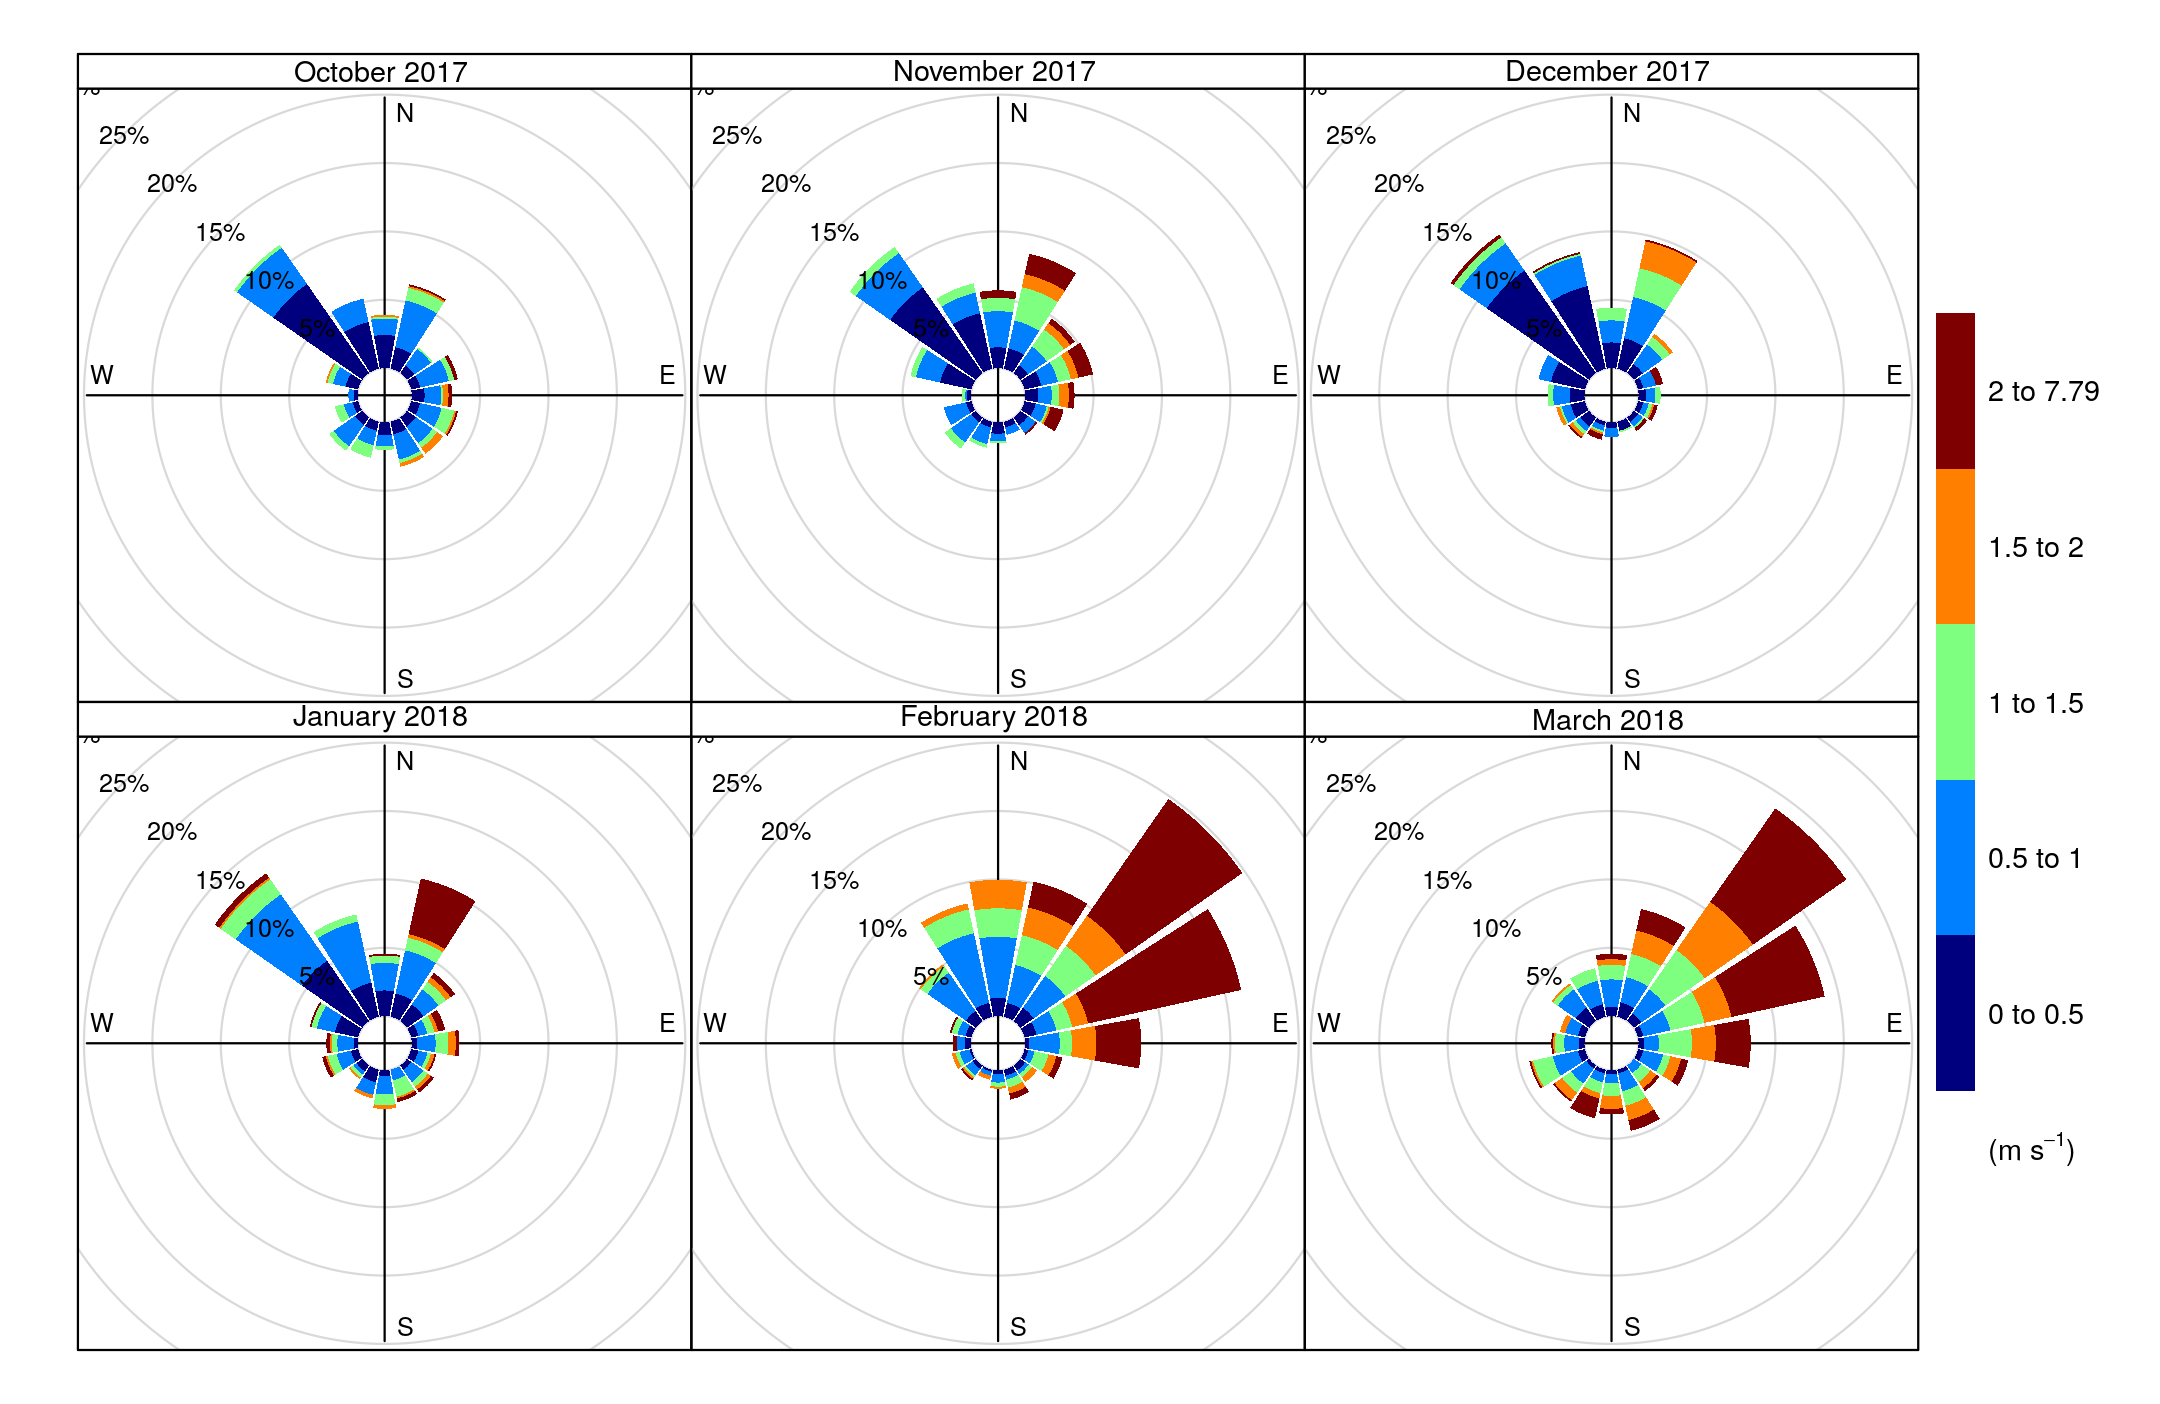 October 2017
November 2017
December 2017
%
25%
20%
15%
10%
5%
N
W
E
S
%
25%
20%
15%
10%
5%
N
W
E
S
%
25%
20%
15%
10%
5%
N
W
E
S
January 2018
February 2018
March 2018
%
25%
20%
15%
10%
5%
N
W
E
S
%
25%
20%
15%
10%
5%
N
W
E
S
%
25%
20%
15%
10%
5%
N
W
E
S
2 to 7.79
1.5 to 2
1 to 1.5
0.5 to 1
0 to 0.5
(m s⁻¹)